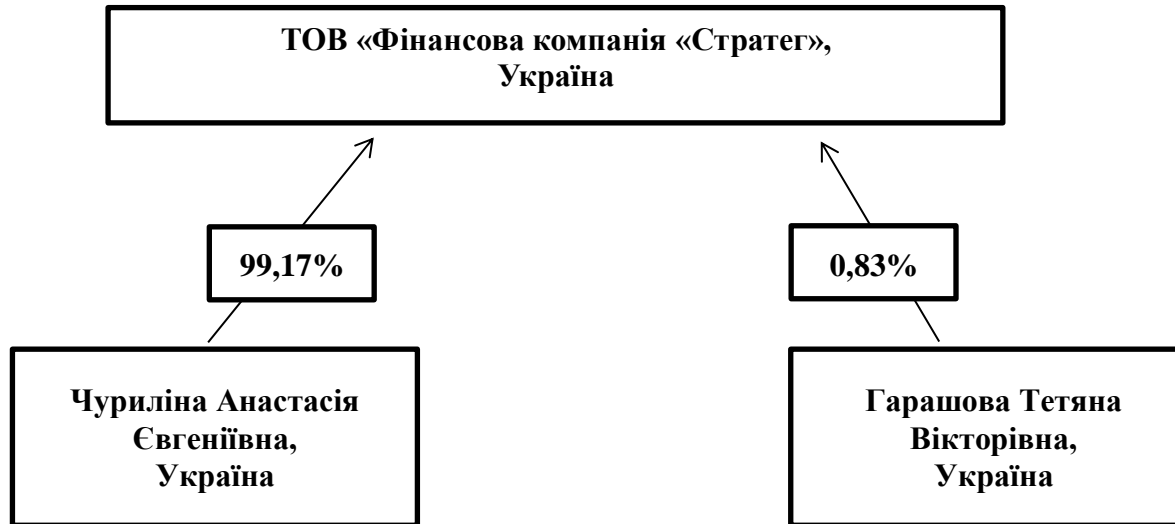 ТОВ «Фінансова компанія «Стратег»,
Україна
99,17%
0,83%
Чуриліна Анастасія
Євгеніївна,
Україна
Гарашова Тетяна
Вікторівна,
Україна